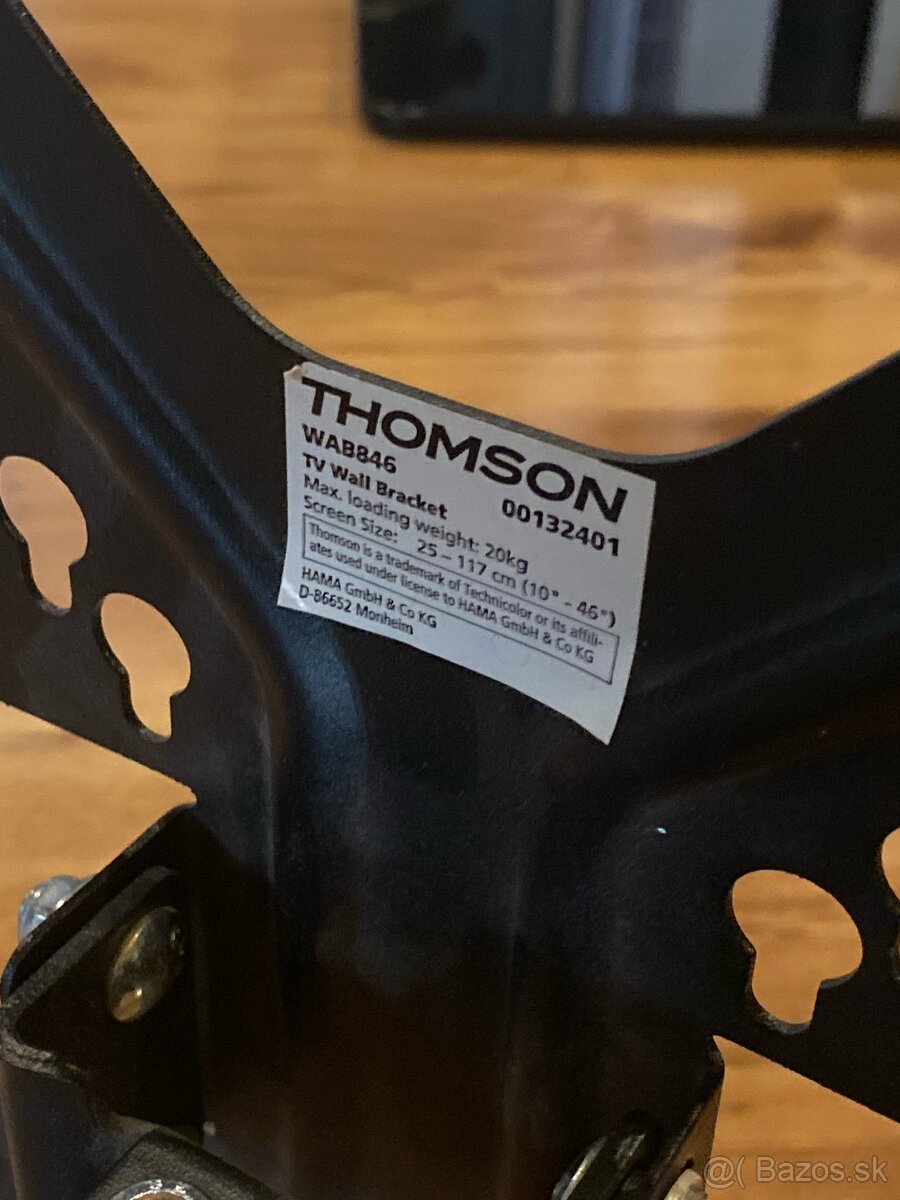 THOMSON
WAB846 00132401
TV Wall Bracket
Max. loading weight: 20kg
Screen Size: 25 – 117 cm (10" - 46")
Thomson is a trademark of Technicolor or its affili-
ates used under license to HAMA GmbH & Co KG
HAMA GmbH & Co KG
D-86652 Monheim
@( Bazos.sk